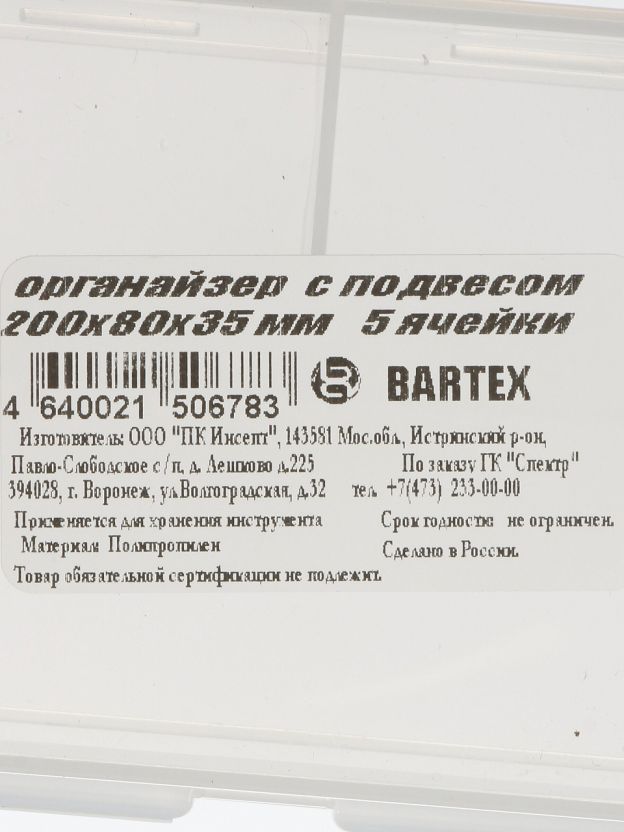 органайзер с подвесом
200х80х35 мм 5 ячейки
4 640021 506783 BARTEX
Изготовитель: ООО "ПК Инсепт", 143581 Мос.обл., Истринский р-он,
Павло-Слободское с/п, д. Лешково д.225 По заказу ГК "Спектр"
394028, г. Воронеж, ул.Волгоградская, д.32 тел. +7(473) 233-00-00
Применяется для хранения инструмента Срок годности: не ограничен.
Материал: Полипропилен Сделано в России.
Товар обязательной сертификации не подлежит.